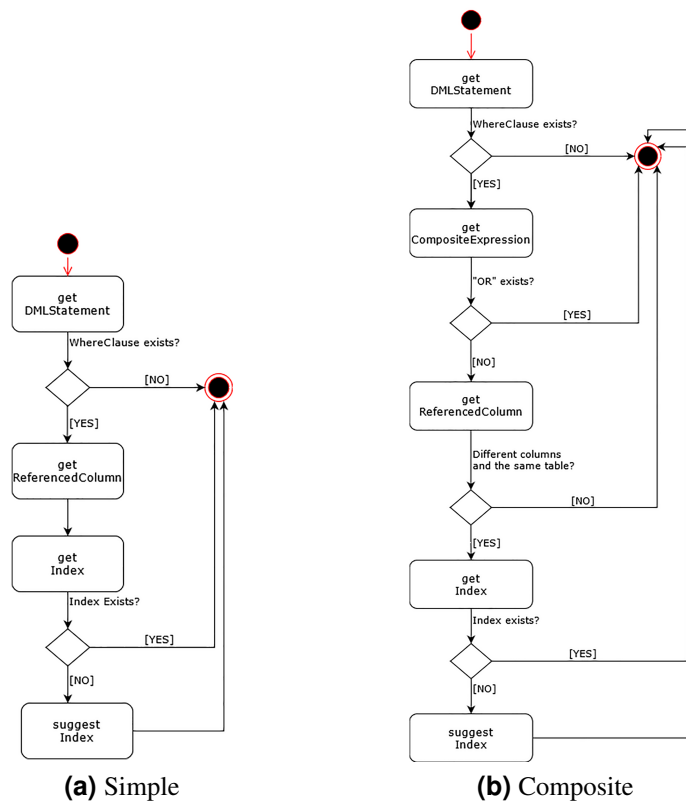 get
DMLStatement
WhereClause exists?
[NO]
[YES]
get
ReferencedColumn
get
Index
Index Exists?
[YES]
[NO]
suggest
Index
(a) Simple
get
DMLStatement
WhereClause exists?
[NO]
[YES]
get
CompositeExpression
"OR" exists?
[YES]
[NO]
get
ReferencedColumn
Different columns
and the same table?
[NO]
[YES]
get
Index
Index exists?
[YES]
[NO]
suggest
Index
(b) Composite